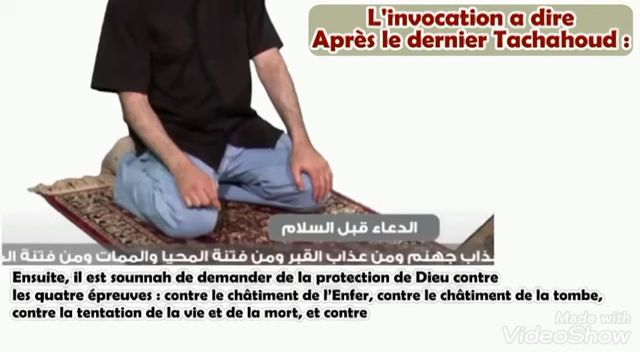 L'invocation a dire
Après le dernier Tachahoud :
الدعاء قبل السلام
عذاب جهنم ومن عذاب القبر ومن فتنة المحيا والممات ومن فتنة
Ensuite, il est sounnah de demander de la protection de Dieu contre
les quatre épreuves : contre le châtiment de l’Enfer, contre le châtiment de la tombe,
contre la tentation de la vie et de la mort, et contre
Made with
VideoShow